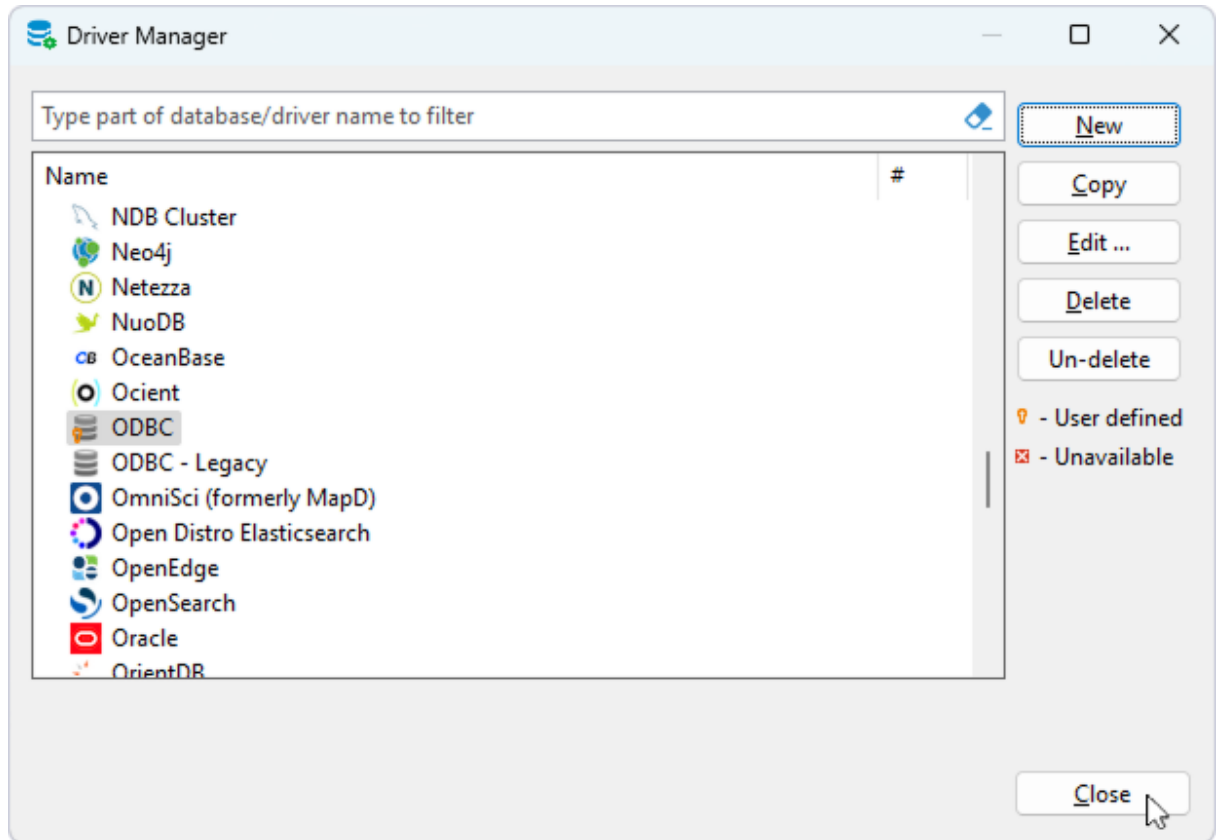 Driver Manager
Type part of database/driver name to filter
New
Name #
Copy
NDB Cluster
Neo4j
Edit ...
N Netezza
Delete
NuoDB
CB OceanBase
Un-delete
Ocient
ODBC
- User defined
ODBC - Legacy
- Unavailable
OmniSci (formerly MapD)
Open Distro Elasticsearch
OpenEdge
OpenSearch
Oracle
OrientDB
Close